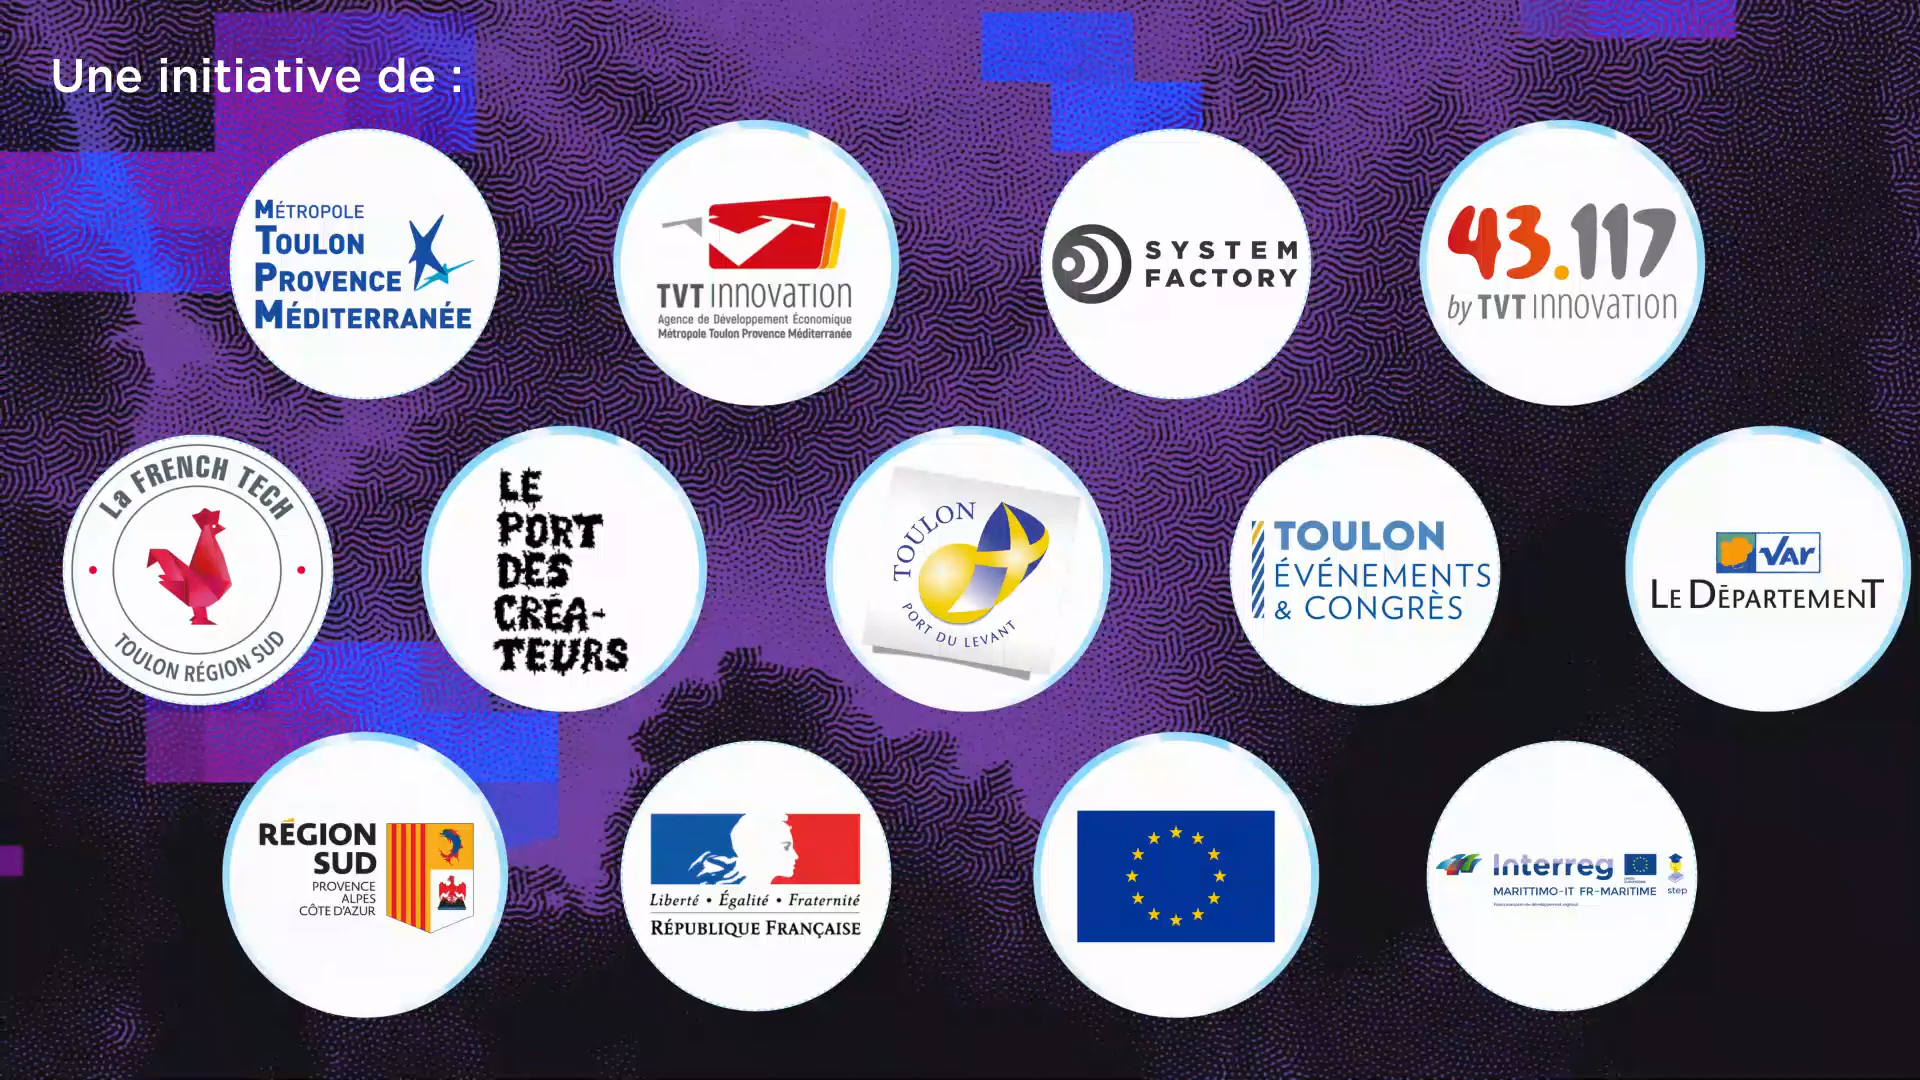 Une initiative de :
MÉTROPOLE
TOULON
PROVENCE
MÉDITERRANÉE
TVT INNOVATION
Agence de Développement Économique
Métropole Toulon Provence Méditerranée
SYSTEM
FACTORY
43.117
by TVT INNOVATION
La FRENCH TECH
TOULON RÉGION SUD
LE
PORT
DES
CRÉA-
TEURS
TOULON
PORT DU LEVANT
TOULON
ÉVÉNEMENTS
& CONGRÈS
Var
LE DÉPARTEMENT
RÉGION
SUD
PROVENCE
ALPES
CÔTE D'AZUR
Liberté • Égalité • Fraternité
RÉPUBLIQUE FRANÇAISE
Interreg
MARITTIMO-IT FR-MARITIME
step